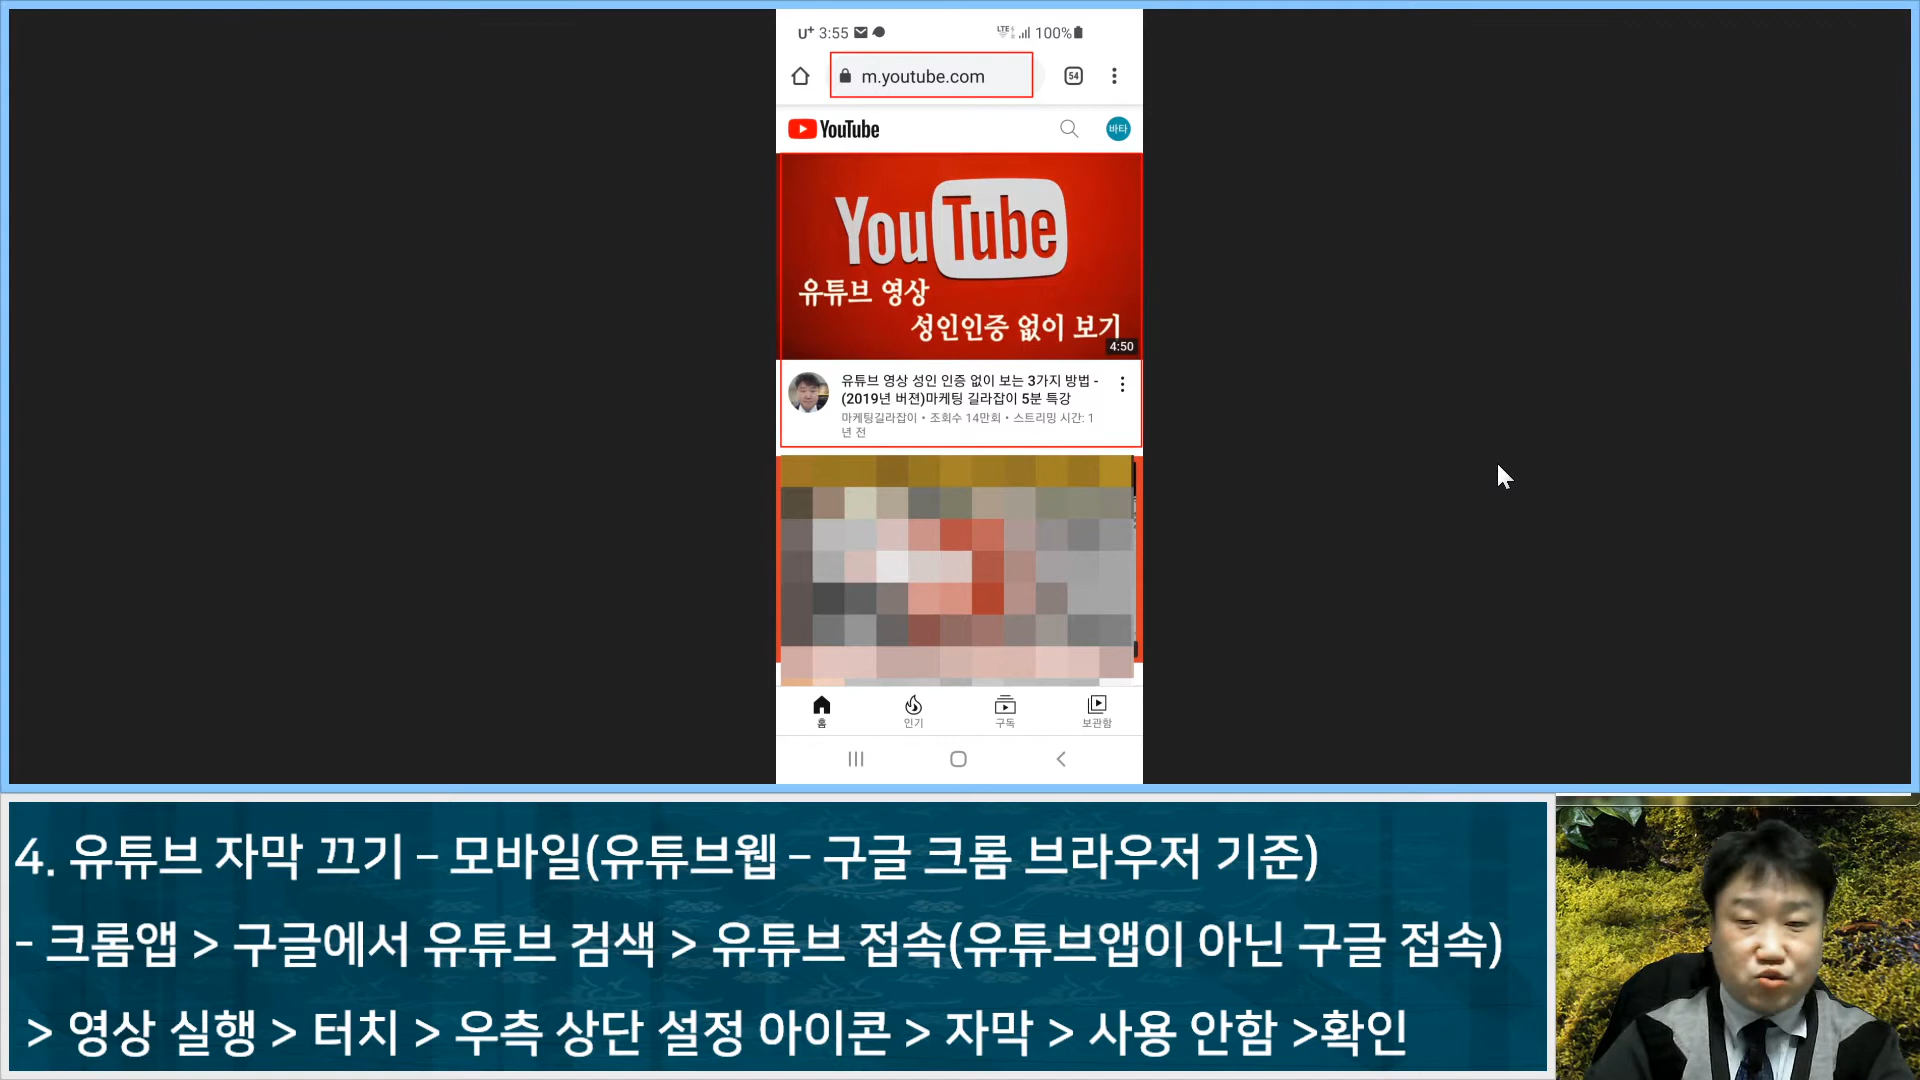 U+ 3:55 LTE 100%
m.youtube.com 54
YouTube 바타
YouTube
유튜브 영상
성인인증 없이 보기
4:50
유튜브 영상 성인 인증 없이 보는 3가지 방법 -
(2019년 버젼)마케팅 길라잡이 5분 특강
마케팅길라잡이 • 조회수 14만회 • 스트리밍 시간: 1
년 전
홈 인기 구독 보관함
4. 유튜브 자막 끄기 – 모바일(유튜브웹 – 구글 크롬 브라우저 기준)
- 크롬앱 > 구글에서 유튜브 검색 > 유튜브 접속(유튜브앱이 아닌 구글 접속)
> 영상 실행 > 터치 > 우측 상단 설정 아이콘 > 자막 > 사용 안함 >확인